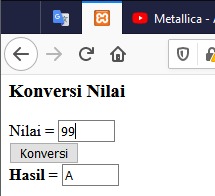 Metallica - A
Konversi Nilai
Nilai = 99
Konversi
Hasil = A